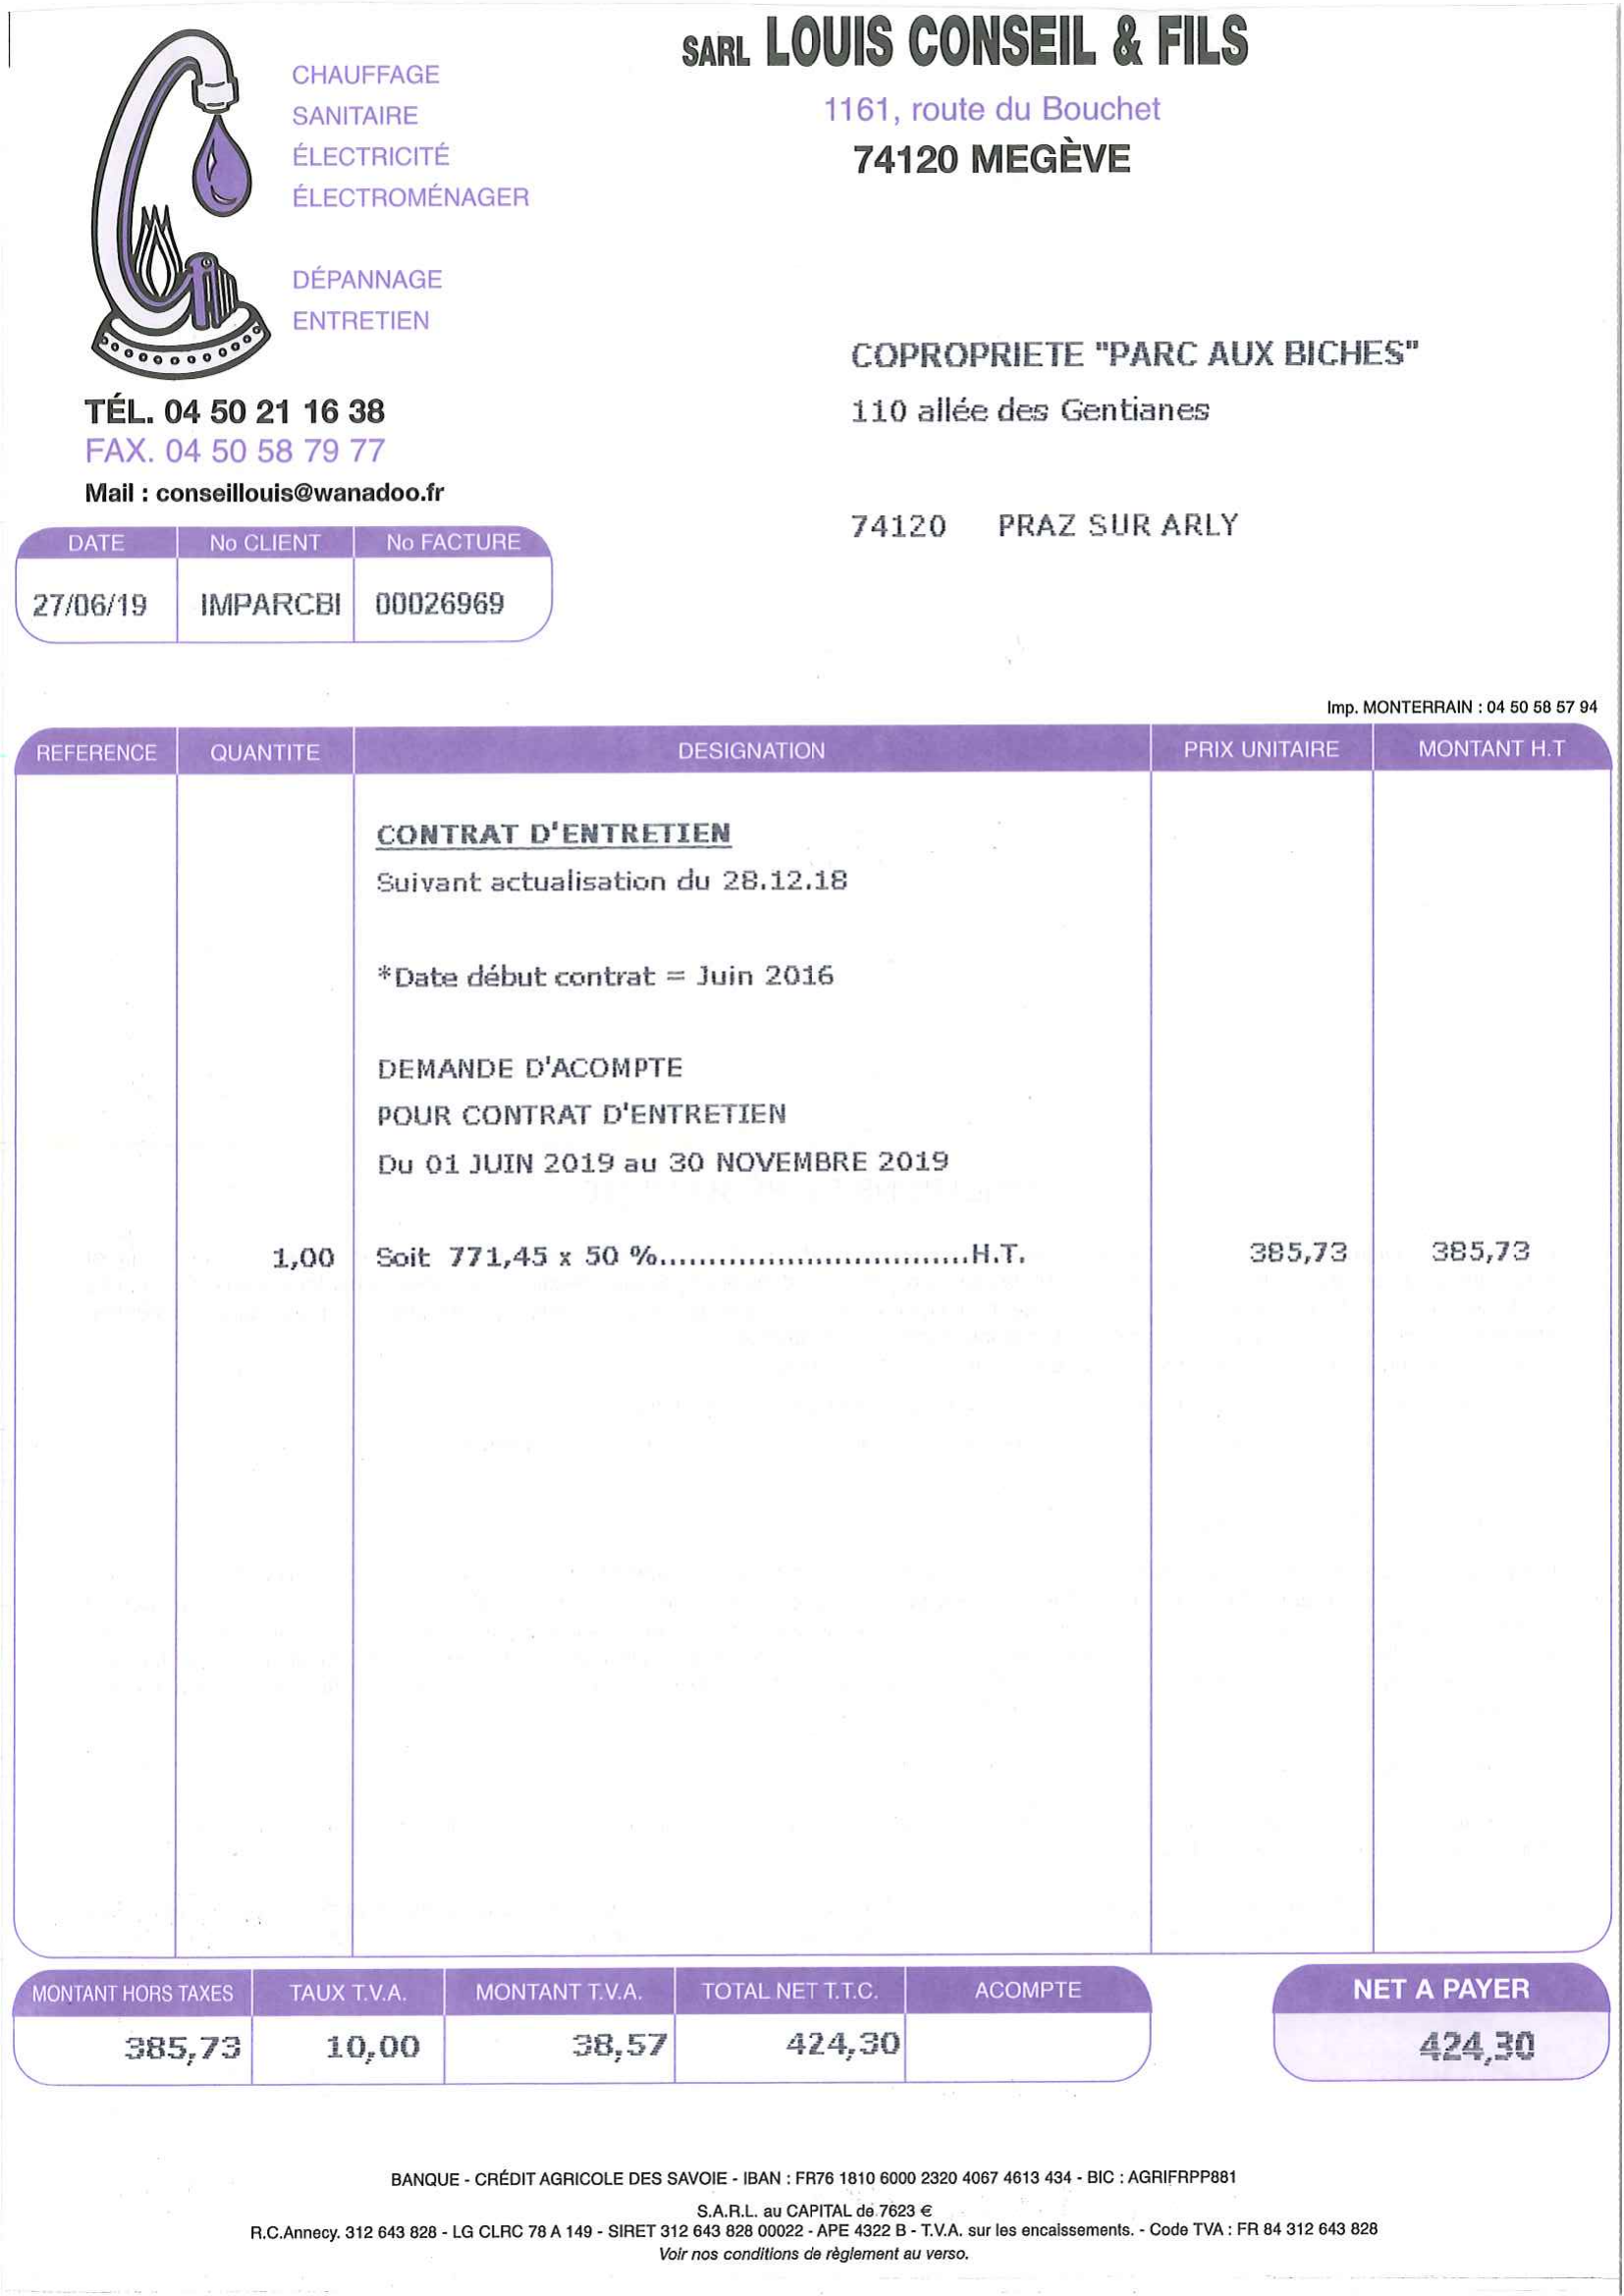 SARL LOUIS CONSEIL & FILS
1161, route du Bouchet
74120 MEGÈVE
CHAUFFAGE
SANITAIRE
ÉLECTRICITÉ
ÉLECTROMÉNAGER
DÉPANNAGE
ENTRETIEN
TÉL. 04 50 21 16 38
FAX. 04 50 58 79 77
Mail : conseillouis@wanadoo.fr
COPROPRIETE "PARC AUX BICHES"
110 allée des Gentianes
74120 PRAZ SUR ARLY
DATE No CLIENT No FACTURE
27/06/19 IMPARCBI 00026969
Imp. MONTERRAIN : 04 50 58 57 94
REFERENCE QUANTITE DESIGNATION PRIX UNITAIRE MONTANT H.T
CONTRAT D'ENTRETIEN
Suivant actualisation du 28.12.18
*Date début contrat = Juin 2016
DEMANDE D'ACOMPTE
POUR CONTRAT D'ENTRETIEN
Du 01 JUIN 2019 au 30 NOVEMBRE 2019
1,00 Soit 771,45 x 50 %................................H.T. 385,73 385,73
MONTANT HORS TAXES TAUX T.V.A. MONTANT T.V.A. TOTAL NET T.T.C. ACOMPTE NET A PAYER
385,73 10,00 38,57 424,30 424,30
BANQUE - CRÉDIT AGRICOLE DES SAVOIE - IBAN : FR76 1810 6000 2320 4067 4613 434 - BIC : AGRIFRPP881
S.A.R.L. au CAPITAL de 7623 €
R.C.Annecy. 312 643 828 - LG CLRC 78 A 149 - SIRET 312 643 828 00022 - APE 4322 B - T.V.A. sur les encaissements. - Code TVA : FR 84 312 643 828
Voir nos conditions de règlement au verso.